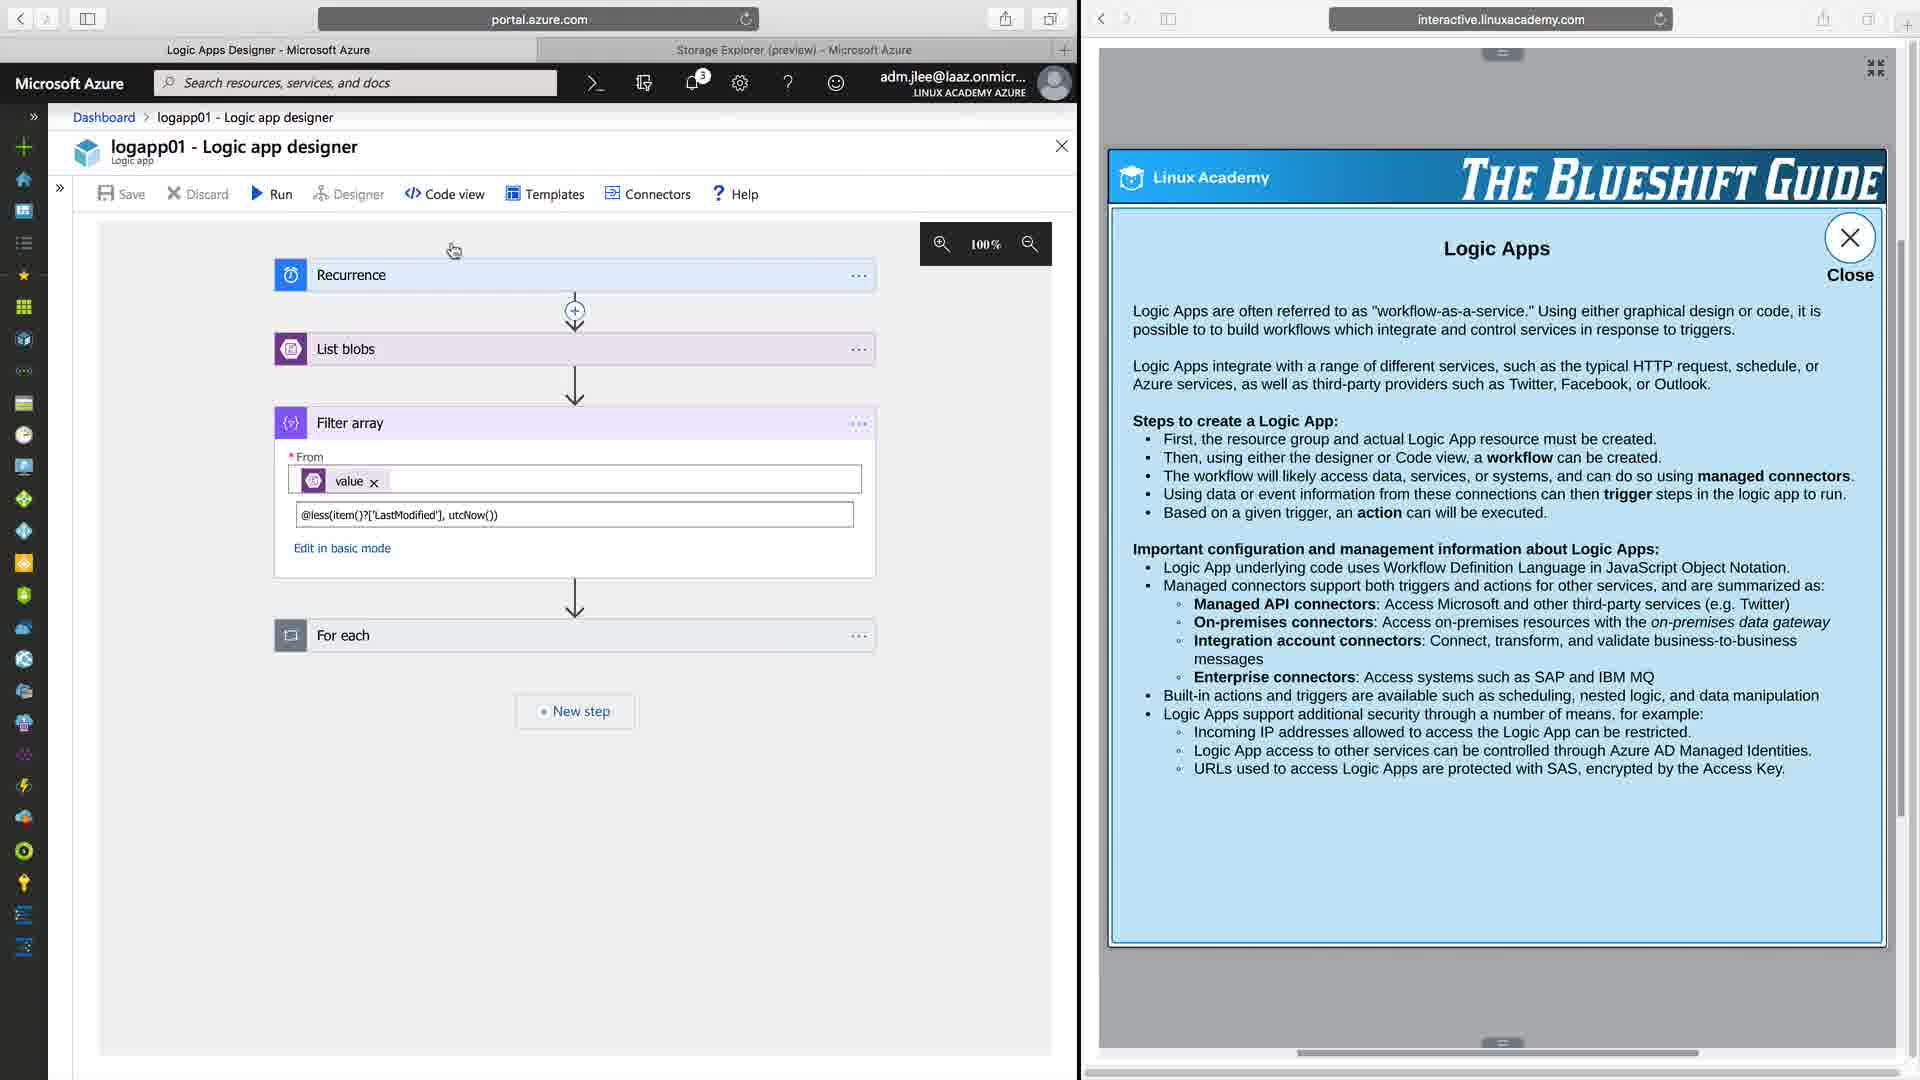 portal.azure.com
Logic Apps Designer - Microsoft Azure
Storage Explorer (preview) - Microsoft Azure
Microsoft Azure
Search resources, services, and docs
3
adm.jlee@laaz.onmicr...
LINUX ACADEMY AZURE
Dashboard > logapp01 - Logic app designer
logapp01 - Logic app designer
Logic app
Save
Discard
Run
Designer
Code view
Templates
Connectors
Help
100%
Recurrence
List blobs
Filter array
* From
value
@less(item()?['LastModified'], utcNow())
Edit in basic mode
For each
New step
interactive.linuxacademy.com
Linux Academy
THE BLUESHIFT GUIDE
Logic Apps
Close
Logic Apps are often referred to as "workflow-as-a-service." Using either graphical design or code, it is
possible to to build workflows which integrate and control services in response to triggers.
Logic Apps integrate with a range of different services, such as the typical HTTP request, schedule, or
Azure services, as well as third-party providers such as Twitter, Facebook, or Outlook.
Steps to create a Logic App:
• First, the resource group and actual Logic App resource must be created.
• Then, using either the designer or Code view, a workflow can be created.
• The workflow will likely access data, services, or systems, and can do so using managed connectors.
• Using data or event information from these connections can then trigger steps in the logic app to run.
• Based on a given trigger, an action can will be executed.
Important configuration and management information about Logic Apps:
• Logic App underlying code uses Workflow Definition Language in JavaScript Object Notation.
• Managed connectors support both triggers and actions for other services, and are summarized as:
◦ Managed API connectors: Access Microsoft and other third-party services (e.g. Twitter)
◦ On-premises connectors: Access on-premises resources with the on-premises data gateway
◦ Integration account connectors: Connect, transform, and validate business-to-business
messages
◦ Enterprise connectors: Access systems such as SAP and IBM MQ
• Built-in actions and triggers are available such as scheduling, nested logic, and data manipulation
• Logic Apps support additional security through a number of means, for example:
◦ Incoming IP addresses allowed to access the Logic App can be restricted.
◦ Logic App access to other services can be controlled through Azure AD Managed Identities.
◦ URLs used to access Logic Apps are protected with SAS, encrypted by the Access Key.